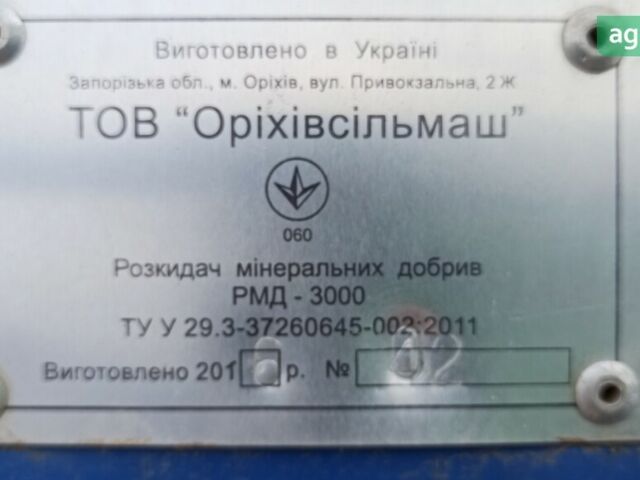 Виготовлено в Україні
ag
Запорізька обл., м. Оріхів, вул. Привокзальна, 2 Ж
ТОВ "Оріхівсільмаш"
060
Розкидач мінеральних добрив
РМД - 3000
ТУ У 29.3-37260645-002:2011
Виготовлено 201 р. №